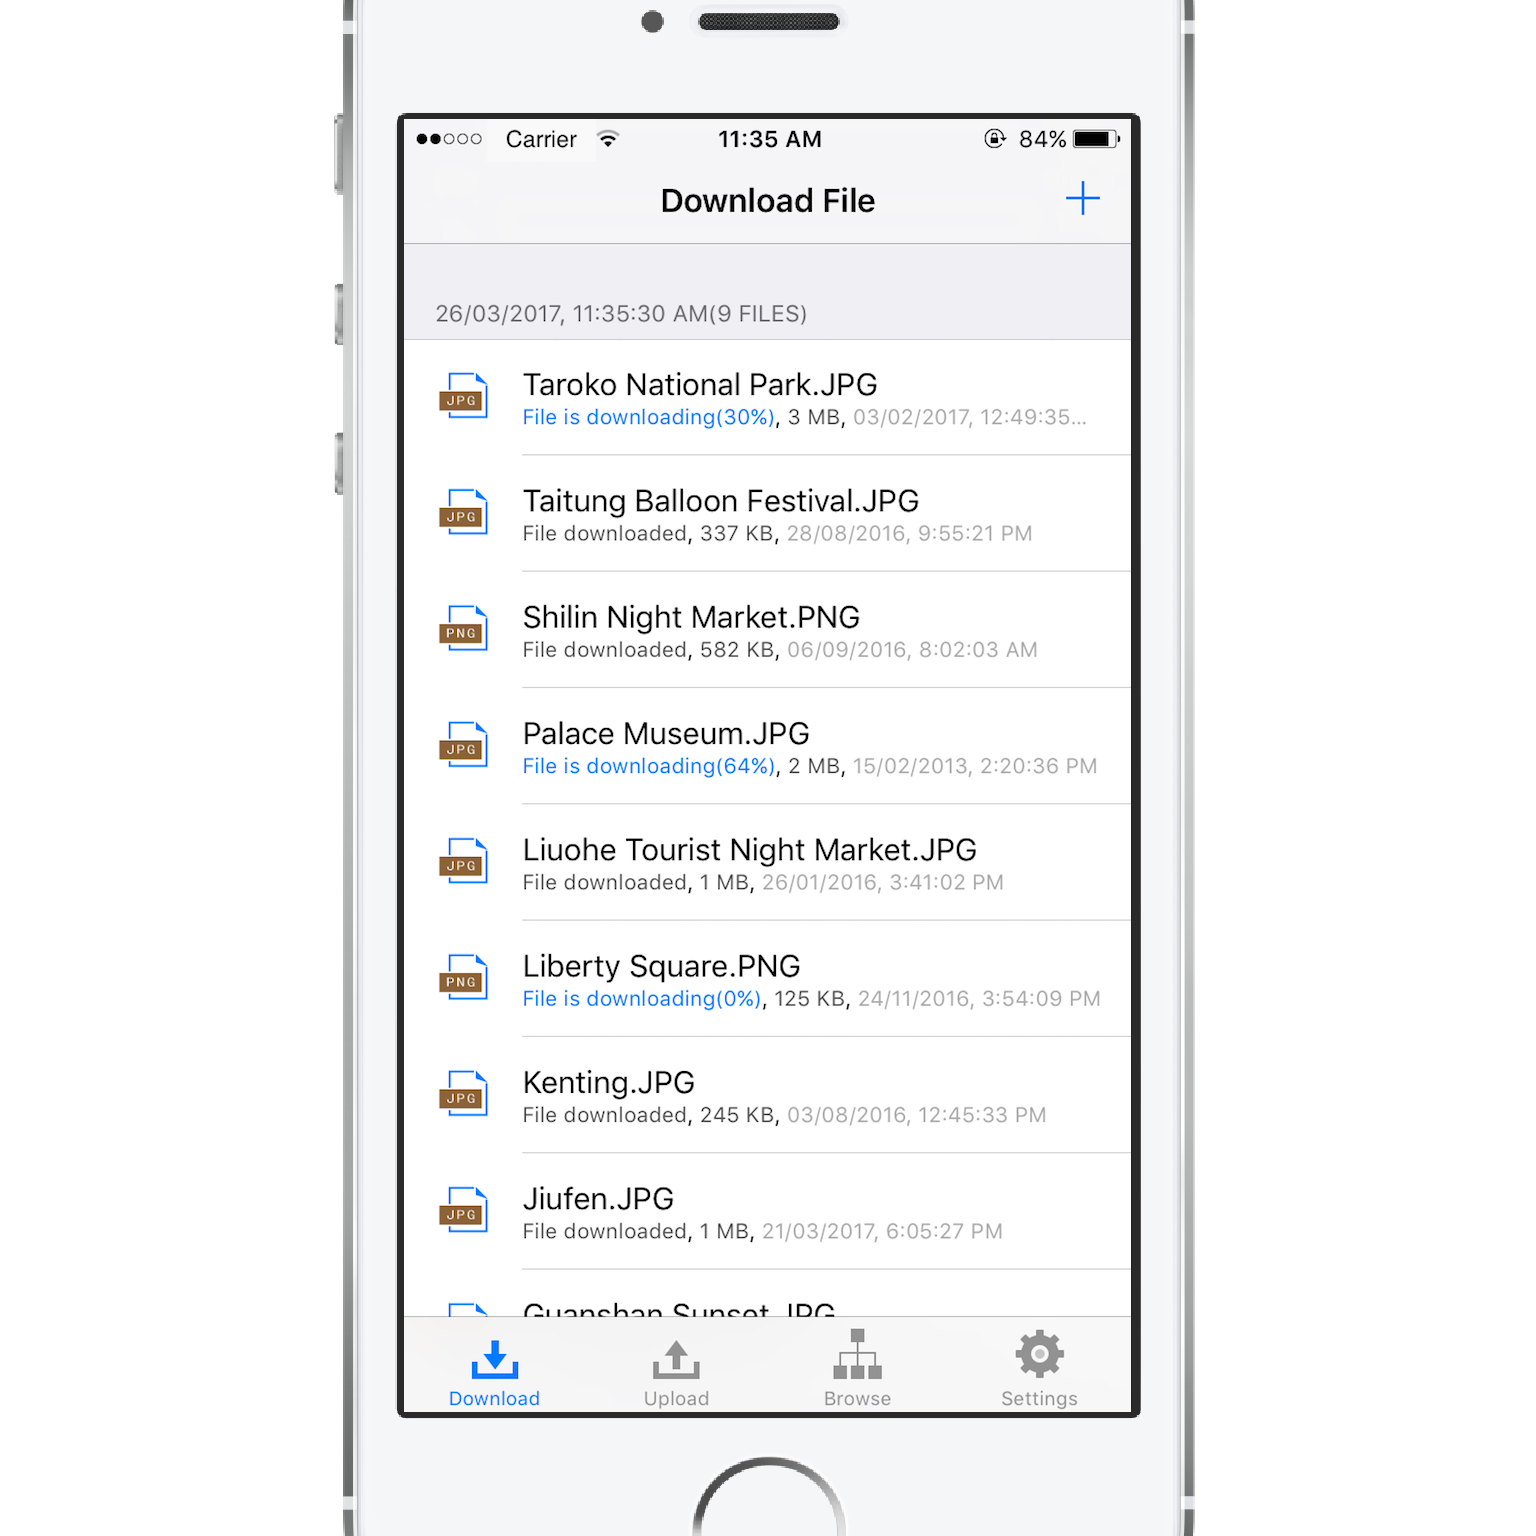 Carrier 11:35 AM 84%
Download File
26/03/2017, 11:35:30 AM(9 FILES)
JPG Taroko National Park.JPG
File is downloading(30%), 3 MB, 03/02/2017, 12:49:35...
JPG Taitung Balloon Festival.JPG
File downloaded, 337 KB, 28/08/2016, 9:55:21 PM
PNG Shilin Night Market.PNG
File downloaded, 582 KB, 06/09/2016, 8:02:03 AM
JPG Palace Museum.JPG
File is downloading(64%), 2 MB, 15/02/2013, 2:20:36 PM
JPG Liuohe Tourist Night Market.JPG
File downloaded, 1 MB, 26/01/2016, 3:41:02 PM
PNG Liberty Square.PNG
File is downloading(0%), 125 KB, 24/11/2016, 3:54:09 PM
JPG Kenting.JPG
File downloaded, 245 KB, 03/08/2016, 12:45:33 PM
JPG Jiufen.JPG
File downloaded, 1 MB, 21/03/2017, 6:05:27 PM
Guanshan Sunset.JPG
Download Upload Browse Settings